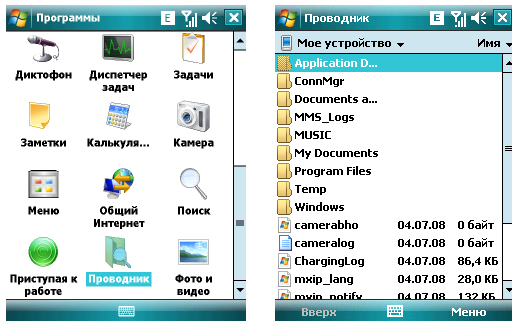 Программы
E
Диктофон
Диспетчер задач
Задачи
Заметки
Калькуля...
Камера
Меню
Общий Интернет
Поиск
Приступая к работе
Проводник
Фото и видео
Проводник
E
Мое устройство
Имя
Application D...
ConnMgr
Documents a...
MMS_Logs
MUSIC
My Documents
Program Files
Temp
Windows
camerabho 04.07.08 0 байт
cameralog 04.07.08 0 байт
ChargingLog 04.07.08 86,4 КБ
mxip_lang 04.07.08 28,0 КБ
mxip_notify 04.07.08 132 КБ
Вверх Меню